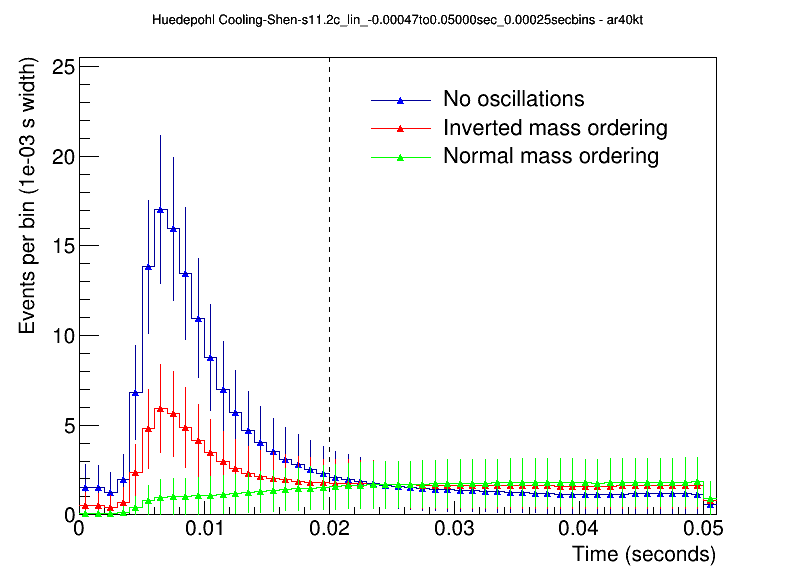 Huedepohl Cooling-Shen-s11.2c_lin_-0.00047to0.05000sec_0.00025secbins - ar40kt
Events per bin (1e-03 s width)
25
20
15
10
5
0
No oscillations
Inverted mass ordering
Normal mass ordering
0 0.01 0.02 0.03 0.04 0.05
Time (seconds)